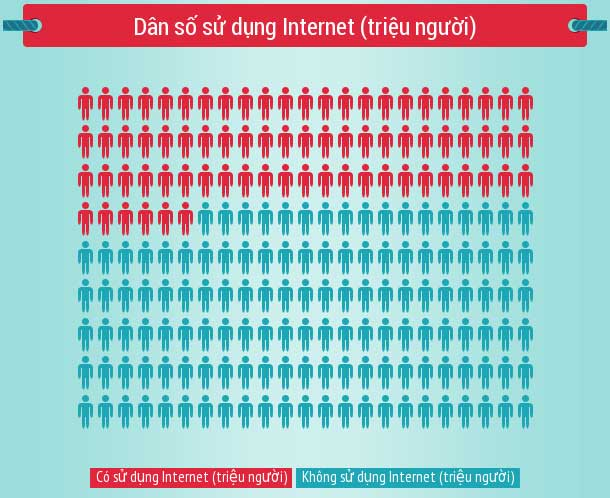 Dân số sử dụng Internet (triệu người)
Có sử dụng Internet (triệu người)
Không sử dụng Internet (triệu người)